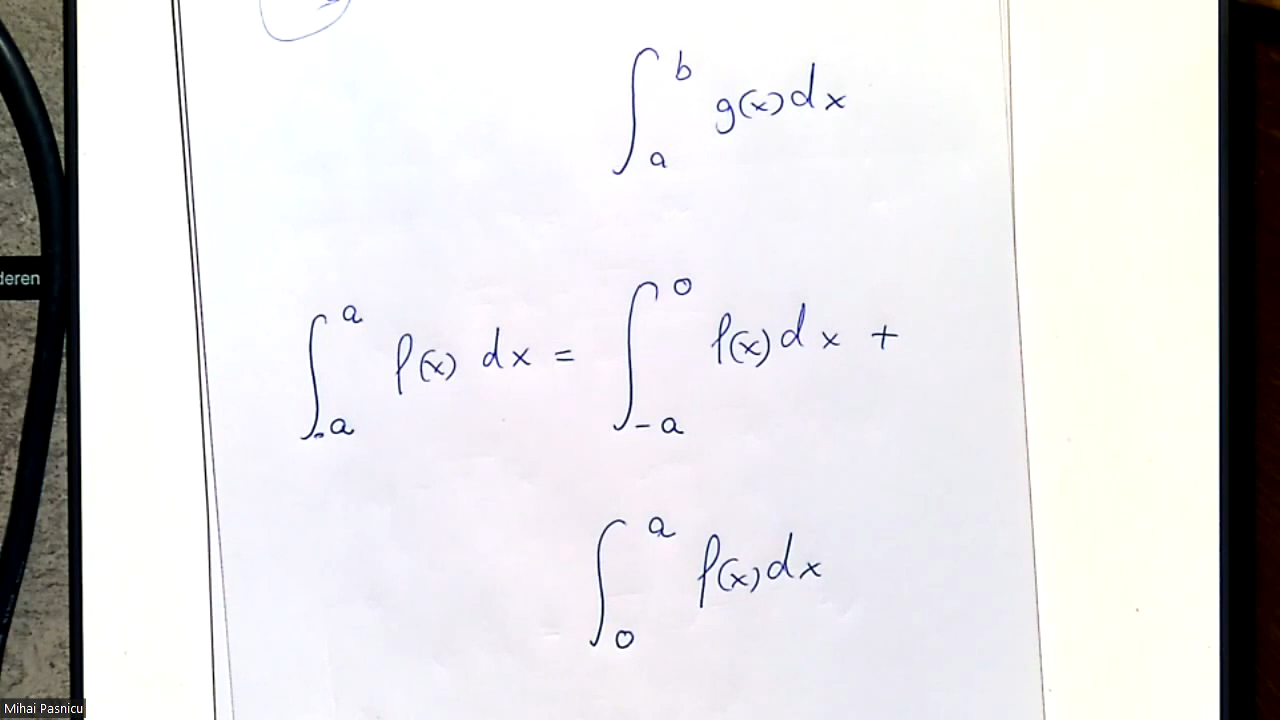 ∫_a^b g(x)dx
∫_{-a}^a f(x) dx = ∫_{-a}^0 f(x)dx +
∫_0^a f(x)dx
deren
Mihai Pasnicu